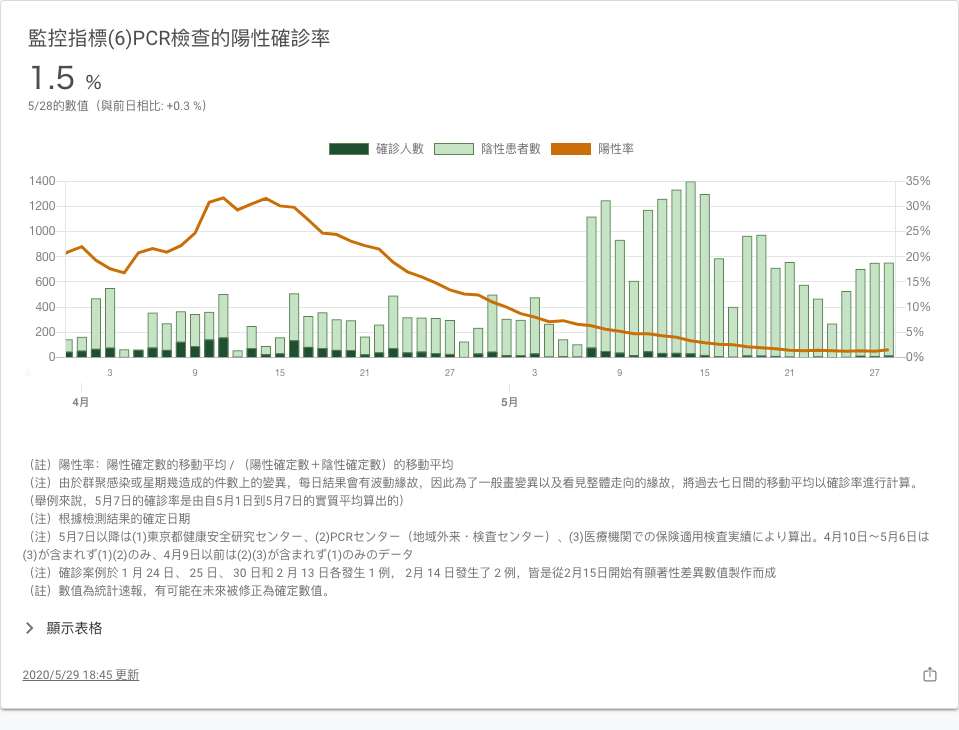 監控指標(6)PCR檢查的陽性確診率
1.5 %
5/28的數值（與前日相比: +0.3 %）
確診人數 陰性患者數 陽性率
1400 35%
1200 30%
1000 25%
800 20%
600 15%
400 10%
200 5%
0 0%
3 9 15 21 27 3 9 15 21 27
4月 5月
（註）陽性率：陽性確定數的移動平均 / （陽性確定數＋陰性確定數）的移動平均
（注）由於群聚感染或星期幾造成的件數上的變異，每日結果會有波動緣故，因此為了一般畫變異以及看見整體走向的緣故，將過去七日間的移動平均以確診率進行計算。
（舉例來說，5月7日的確診率是由自5月1日到5月7日的實質平均算出的）
（注）根據檢測結果的確定日期
（注）5月7日以降は(1)東京都健康安全研究センター、(2)PCRセンター（地域外来・検査センター）、(3)医療機関での保険適用検査実績により算出。4月10日～5月6日は
(3)が含まれず(1)(2)のみ、4月9日以前は(2)(3)が含まれず(1)のみのデータ
（注）確診案例於 1 月 24 日、 25 日、 30 日和 2 月 13 日各發生 1 例， 2月 14 日發生了 2 例，皆是從2月15日開始有顯著性差異數值製作而成
（註）數值為統計速報，有可能在未來被修正為確定數值。
顯示表格
2020/5/29 18:45 更新